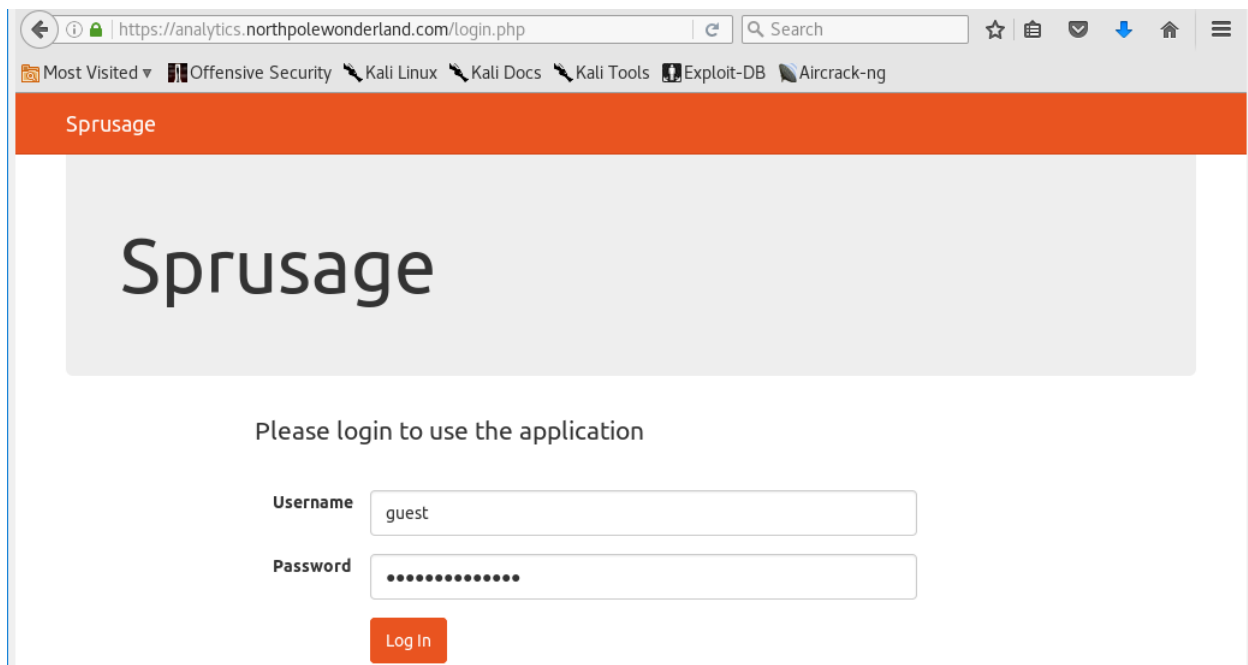 https://analytics.northpolewonderland.com/login.php
Search
Most Visited Offensive Security Kali Linux Kali Docs Kali Tools Exploit-DB Aircrack-ng
Sprusage
Sprusage
Please login to use the application
Username
guest
Password
••••••••••••••
Log In